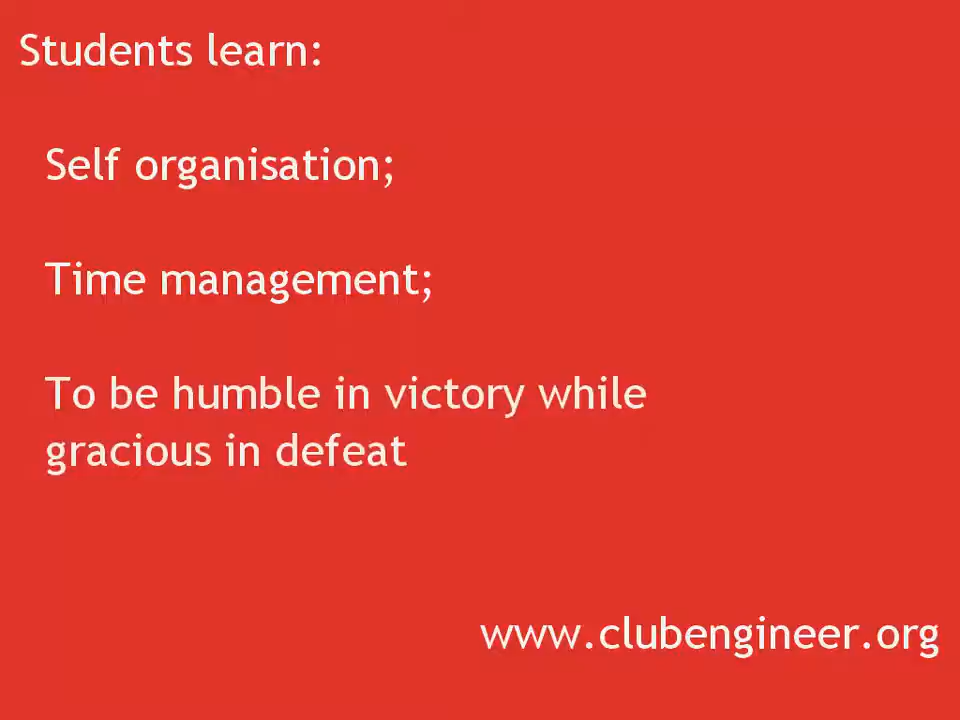 Students learn:
Self organisation;
Time management;
To be humble in victory while
gracious in defeat
www.clubengineer.org